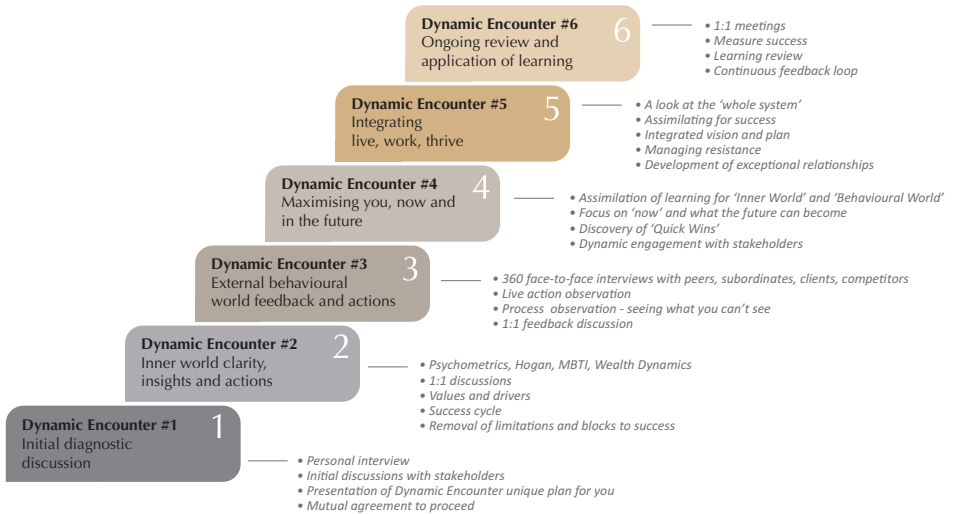 Dynamic Encounter #6
Ongoing review and
application of learning
6
• 1:1 meetings
• Measure success
• Learning review
• Continuous feedback loop
Dynamic Encounter #5
Integrating
live, work, thrive
5
• A look at the ‘whole system’
• Assimilating for success
• Integrated vision and plan
• Managing resistance
• Development of exceptional relationships
Dynamic Encounter #4
Maximising you, now and
in the future
4
• Assimilation of learning for ‘Inner World’ and ‘Behavioural World’
• Focus on ‘now’ and what the future can become
• Discovery of ‘Quick Wins’
• Dynamic engagement with stakeholders
Dynamic Encounter #3
External behavioural
world feedback and actions
3
• 360 face-to-face interviews with peers, subordinates, clients, competitors
• Live action observation
• Process observation - seeing what you can’t see
• 1:1 feedback discussion
Dynamic Encounter #2
Inner world clarity,
insights and actions
2
• Psychometrics, Hogan, MBTI, Wealth Dynamics
• 1:1 discussions
• Values and drivers
• Success cycle
• Removal of limitations and blocks to success
Dynamic Encounter #1
Initial diagnostic
discussion
1
• Personal interview
• Initial discussions with stakeholders
• Presentation of Dynamic Encounter unique plan for you
• Mutual agreement to proceed